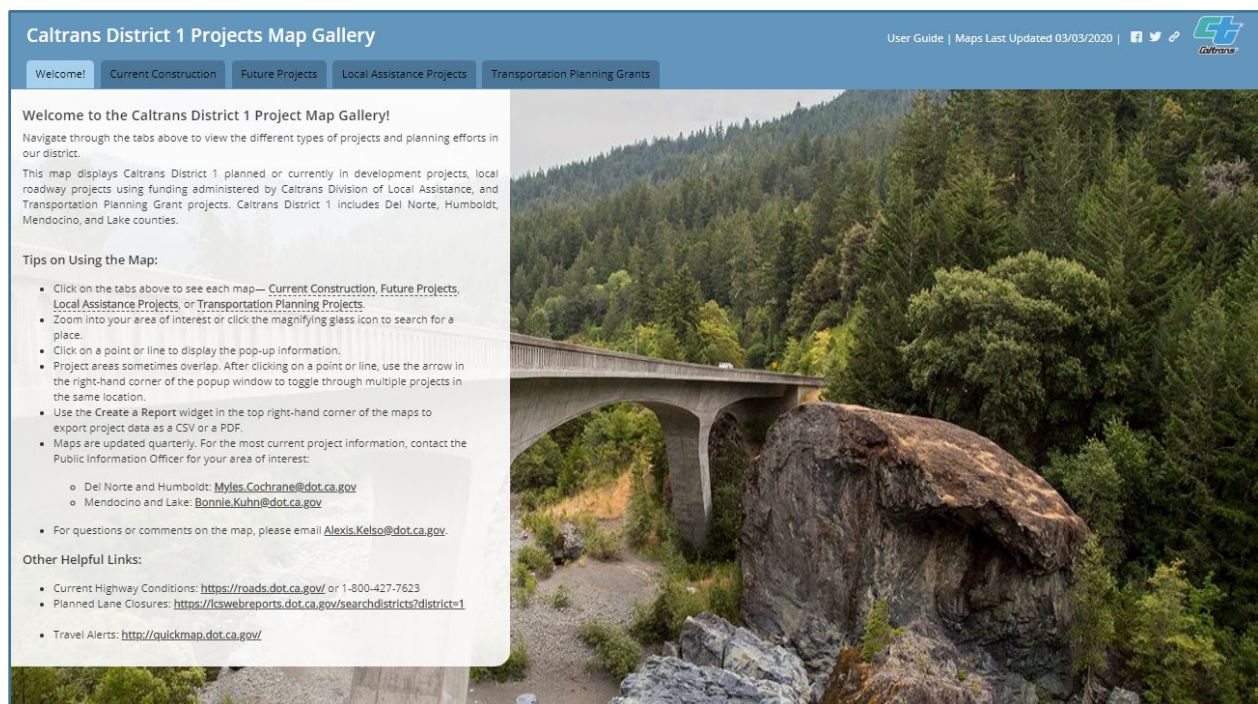 Caltrans District 1 Projects Map Gallery
User Guide | Maps Last Updated 03/03/2020 |
Caltrans
Welcome!
Current Construction
Future Projects
Local Assistance Projects
Transportation Planning Grants
Welcome to the Caltrans District 1 Project Map Gallery!
Navigate through the tabs above to view the different types of projects and planning efforts in
our district.
This map displays Caltrans District 1 planned or currently in development projects, local
roadway projects using funding administered by Caltrans Division of Local Assistance, and
Transportation Planning Grant projects. Caltrans District 1 includes Del Norte, Humboldt,
Mendocino, and Lake counties.
Tips on Using the Map:
• Click on the tabs above to see each map— Current Construction, Future Projects,
Local Assistance Projects, or Transportation Planning Projects.
• Zoom into your area of interest or click the magnifying glass icon to search for a
place.
• Click on a point or line to display the pop-up information.
• Project areas sometimes overlap. After clicking on a point or line, use the arrow in
the right-hand corner of the popup window to toggle through multiple projects in
the same location.
• Use the Create a Report widget in the top right-hand corner of the maps to
export project data as a CSV or a PDF.
• Maps are updated quarterly. For the most current project information, contact the
Public Information Officer for your area of interest:
○ Del Norte and Humboldt: Myles.Cochrane@dot.ca.gov
○ Mendocino and Lake: Bonnie.Kuhn@dot.ca.gov
• For questions or comments on the map, please email Alexis.Kelso@dot.ca.gov.
Other Helpful Links:
• Current Highway Conditions: https://roads.dot.ca.gov/ or 1-800-427-7623
• Planned Lane Closures: https://lcswebreports.dot.ca.gov/searchdistricts?district=1
• Travel Alerts: http://quickmap.dot.ca.gov/